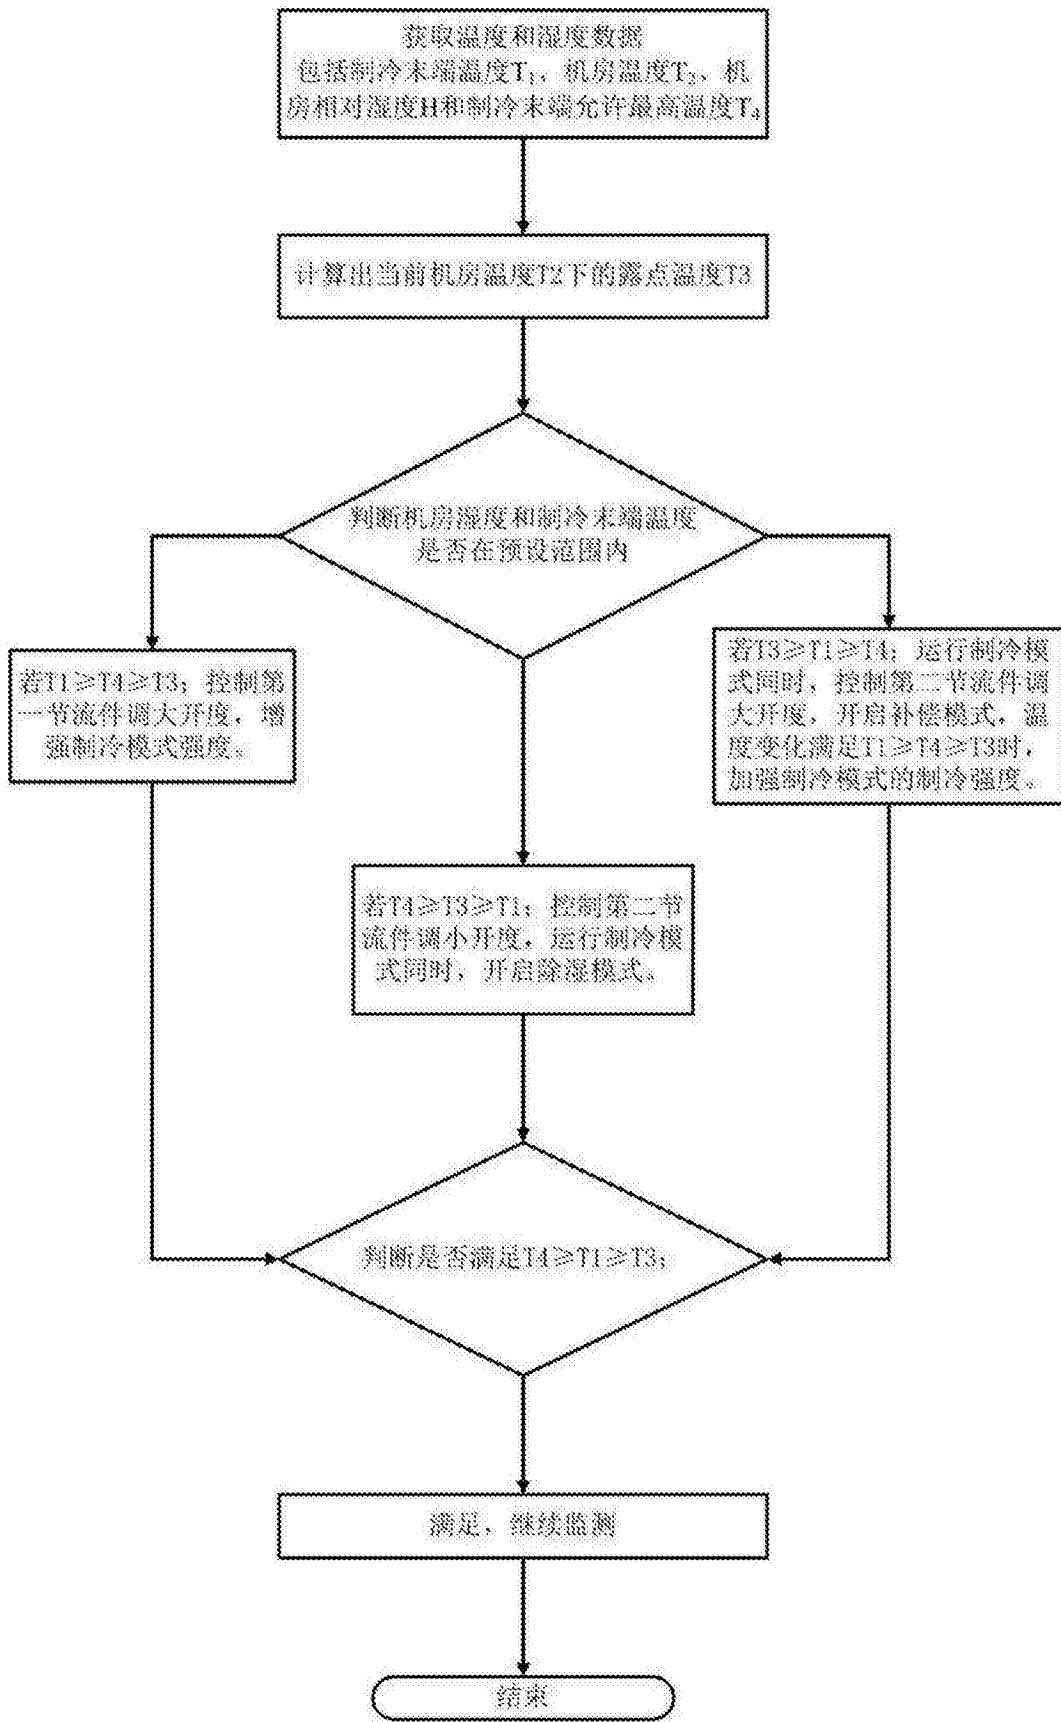 获取温度和湿度数据
包括制冷末端温度T₁、机房温度T₂、机
房相对湿度H和制冷末端允许最高温度T₄
计算出当前机房温度T2下的露点温度T3
判断机房湿度和制冷末端温度
是否在预设范围内
若T1≥T4≥T3；控制第
一节流件调大开度，增
强制冷模式强度。
若T3≥T1≥T4；运行制冷模
式同时，控制第二节流件调
大开度，开启补偿模式，温
度变化满足T1≥T4≥T3时，
加强制冷模式的制冷强度。
若T4≥T3≥T1；控制第二节
流件调小开度，运行制冷模
式同时，开启除湿模式。
判断是否满足T4≥T1≥T3；
满足、继续监测
结束